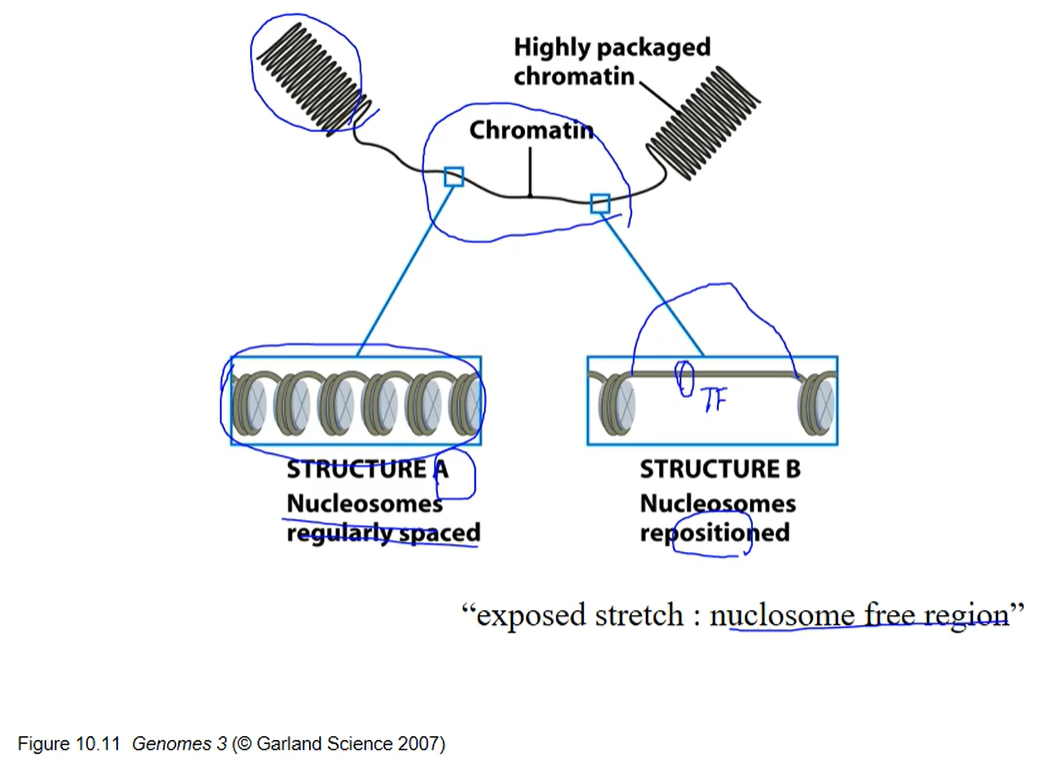 Highly packaged
chromatin
Chromatin
TF
STRUCTURE A
Nucleosomes
regularly spaced
STRUCTURE B
Nucleosomes
repositioned
“exposed stretch : nuclosome free region”
Figure 10.11 Genomes 3 (© Garland Science 2007)